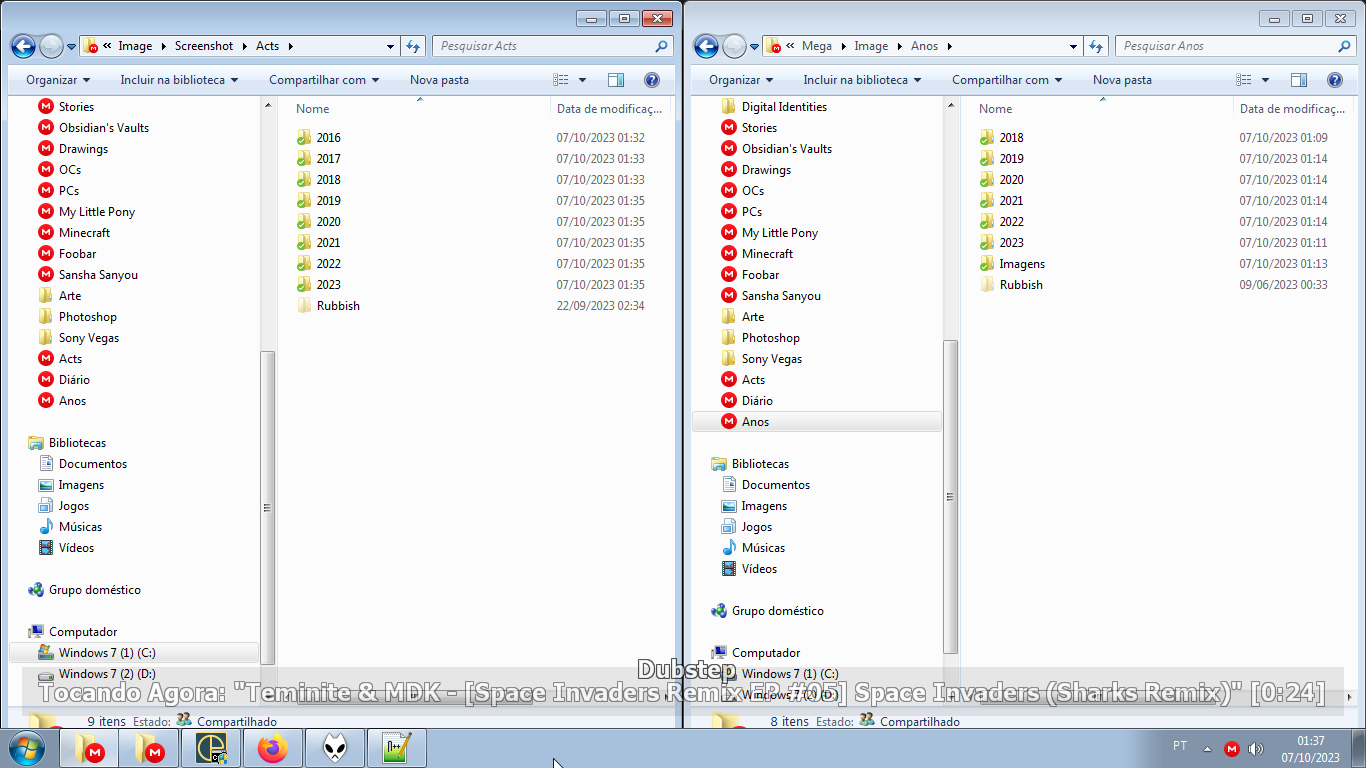 « Image ▸ Screenshot ▸ Acts ▸
Pesquisar Acts
Organizar
Incluir na biblioteca
Compartilhar com
Nova pasta
Stories
Obsidian's Vaults
Drawings
OCs
PCs
My Little Pony
Minecraft
Foobar
Sansha Sanyou
Arte
Photoshop
Sony Vegas
Acts
Diário
Anos
Bibliotecas
Documentos
Imagens
Jogos
Músicas
Vídeos
Grupo doméstico
Computador
Windows 7 (1) (C:)
Windows 7 (2) (D:)
Nome Data de modificaç...
2016 07/10/2023 01:32
2017 07/10/2023 01:33
2018 07/10/2023 01:33
2019 07/10/2023 01:35
2020 07/10/2023 01:35
2021 07/10/2023 01:35
2022 07/10/2023 01:35
2023 07/10/2023 01:35
Rubbish 22/09/2023 02:34
9 itens Estado: Compartilhado
« Mega ▸ Image ▸ Anos ▸
Pesquisar Anos
Organizar
Incluir na biblioteca
Compartilhar com
Nova pasta
Digital Identities
Stories
Obsidian's Vaults
Drawings
OCs
PCs
My Little Pony
Minecraft
Foobar
Sansha Sanyou
Arte
Photoshop
Sony Vegas
Acts
Diário
Anos
Bibliotecas
Documentos
Imagens
Jogos
Músicas
Vídeos
Grupo doméstico
Computador
Windows 7 (1) (C:)
Windows 7 (2) (D:)
Nome Data de modificaç...
2018 07/10/2023 01:09
2019 07/10/2023 01:14
2020 07/10/2023 01:14
2021 07/10/2023 01:14
2022 07/10/2023 01:14
2023 07/10/2023 01:11
Imagens 07/10/2023 01:13
Rubbish 09/06/2023 00:33
8 itens Estado: Compartilhado
Dubstep
Tocando Agora: "Teminite & MDK - [Space Invaders Remix EP #05] Space Invaders (Sharks Remix)" [0:24]
PT
01:37
07/10/2023